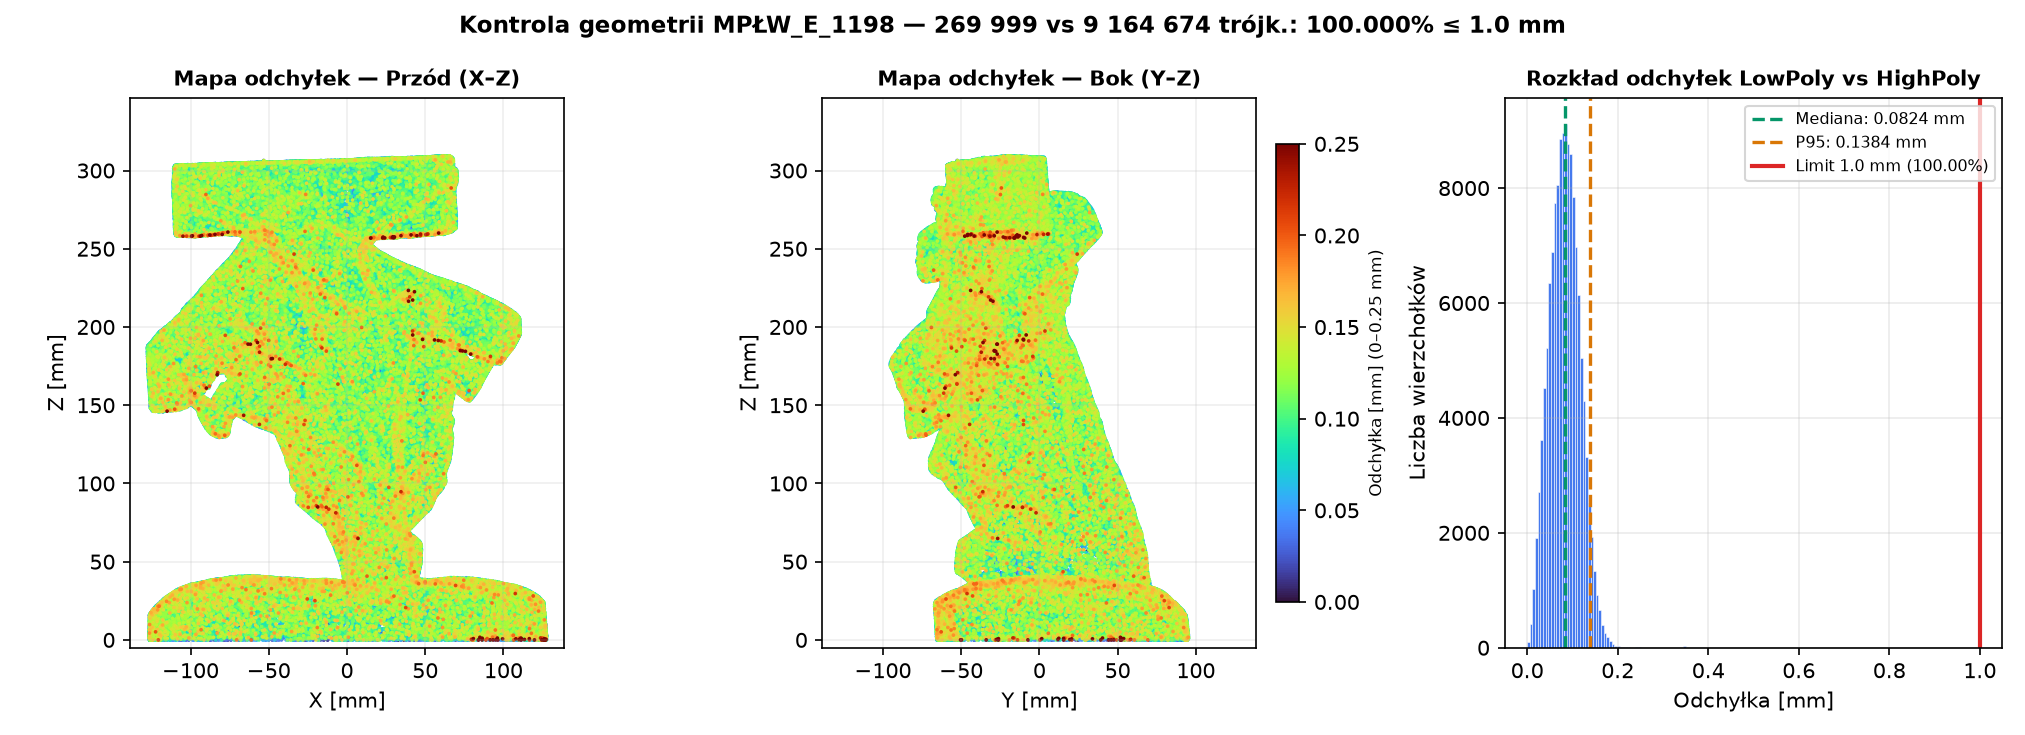 Kontrola geometrii MPŁW_E_1198 — 269 999 vs 9 164 674 trójk.: 100.000% ≤ 1.0 mm
Mapa odchyłek — Przód (X–Z)
300
250
200
150
100
50
0
Z [mm]
−100 −50 0 50 100
X [mm]
Mapa odchyłek — Bok (Y–Z)
300
250
200
150
100
50
0
Z [mm]
−100 −50 0 50 100
Y [mm]
0.25
0.20
0.15
0.10
0.05
0.00
Odchyłka [mm] (0–0.25 mm)
Rozkład odchyłek LowPoly vs HighPoly
Mediana: 0.0824 mm
P95: 0.1384 mm
Limit 1.0 mm (100.00%)
8000
6000
4000
2000
0
Liczba wierzchołków
0.0 0.2 0.4 0.6 0.8 1.0
Odchyłka [mm]